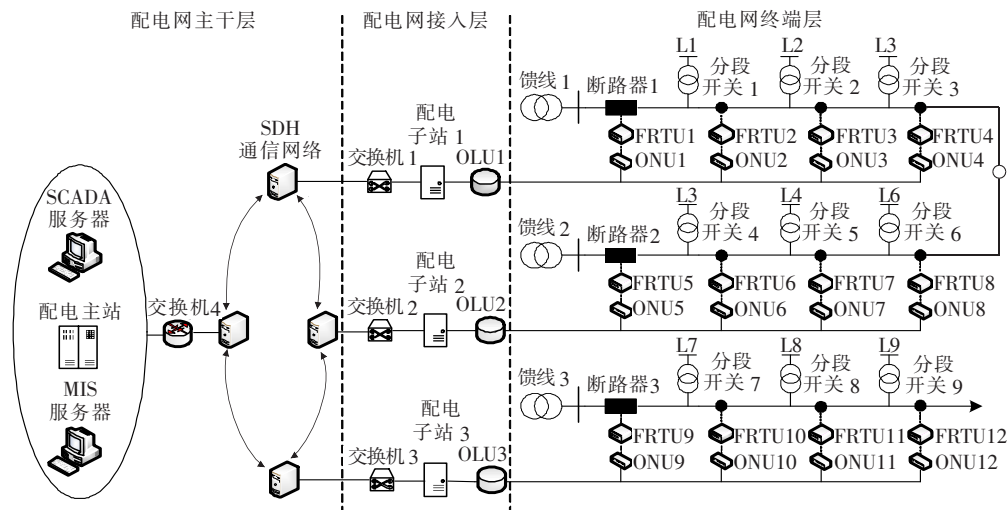 配电网主干层
配电网接入层
配电网终端层
SDH
通信网络
SCADA
服务器
配电主站
MIS
服务器
交换机4
交换机1
配电
子站 1
OLU1
交换机2
配电
子站 2
OLU2
交换机3
配电
子站 3
OLU3
馈线 1
断路器1
L1
分段
开关 1
L2
分段
开关 2
L3
分段
开关 3
FRTU1
FRTU2
FRTU3
FRTU4
ONU1
ONU2
ONU3
ONU4
馈线 2
断路器2
L3
分段
开关 4
L4
分段
开关 5
L6
分段
开关 6
FRTU5
FRTU6
FRTU7
FRTU8
ONU5
ONU6
ONU7
ONU8
馈线 3
断路器3
L7
分段
开关 7
L8
分段
开关 8
L9
分段
开关 9
FRTU9
FRTU10
FRTU11
FRTU12
ONU9
ONU10
ONU11
ONU12